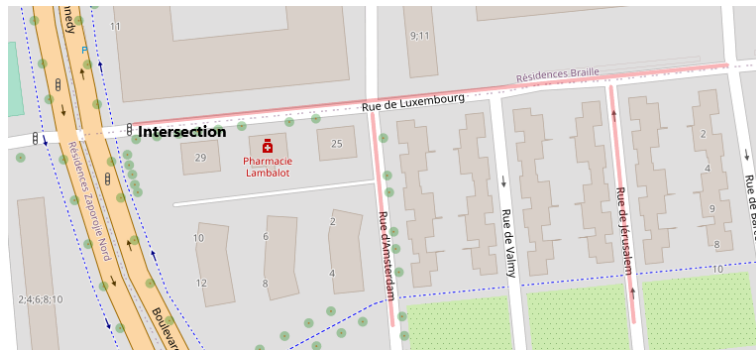 nnedy
11
9;11
P
Résidences Braille
Rue de Luxembourg
Intersection
29
25
Pharmacie
Lambalot
2
4
9
8
10
Résidences Zaporojie Nord
Rue d'Amsterdam
Rue de Valmy
Rue de Jérusalem
Rue de Bar
10
12
6
8
2
4
2;4;6;8;10
Boulevar